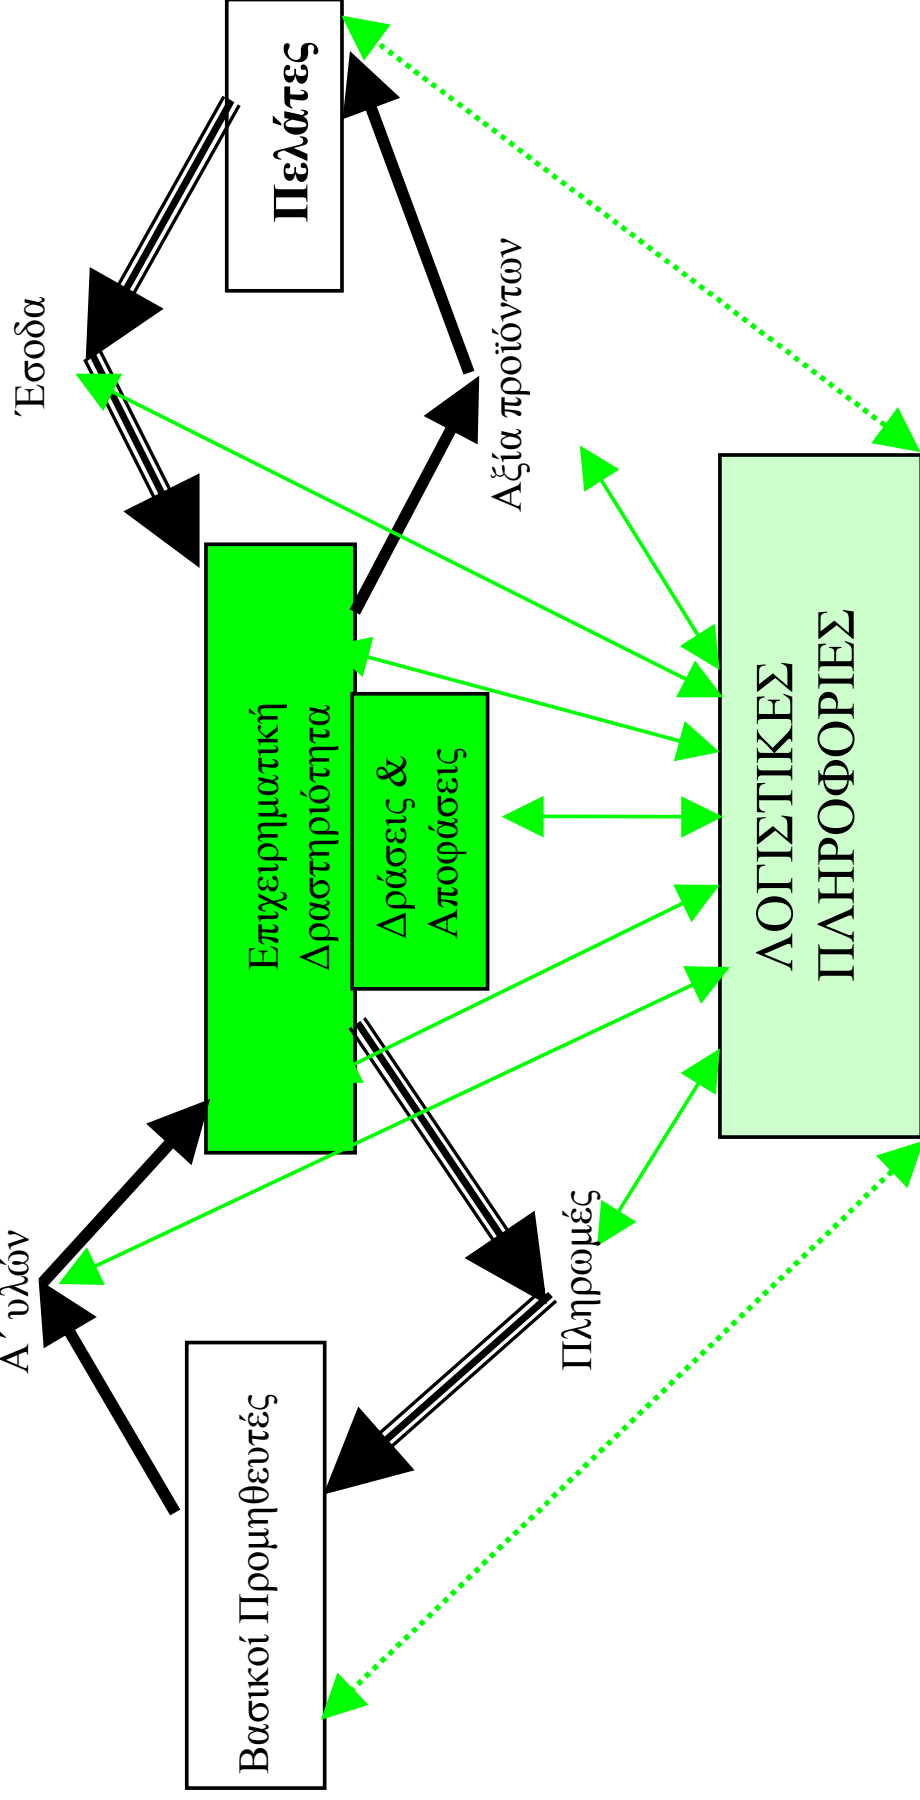 Α΄ υλών
Έσοδα
Βασικοί Προμηθευτές
Επιχειρηματική
Δραστηριότητα
Πελάτες
Δράσεις &
Αποφάσεις
Πληρωμές
Αξία προϊόντων
ΛΟΓΙΣΤΙΚΕΣ
ΠΛΗΡΟΦΟΡΙΕΣ